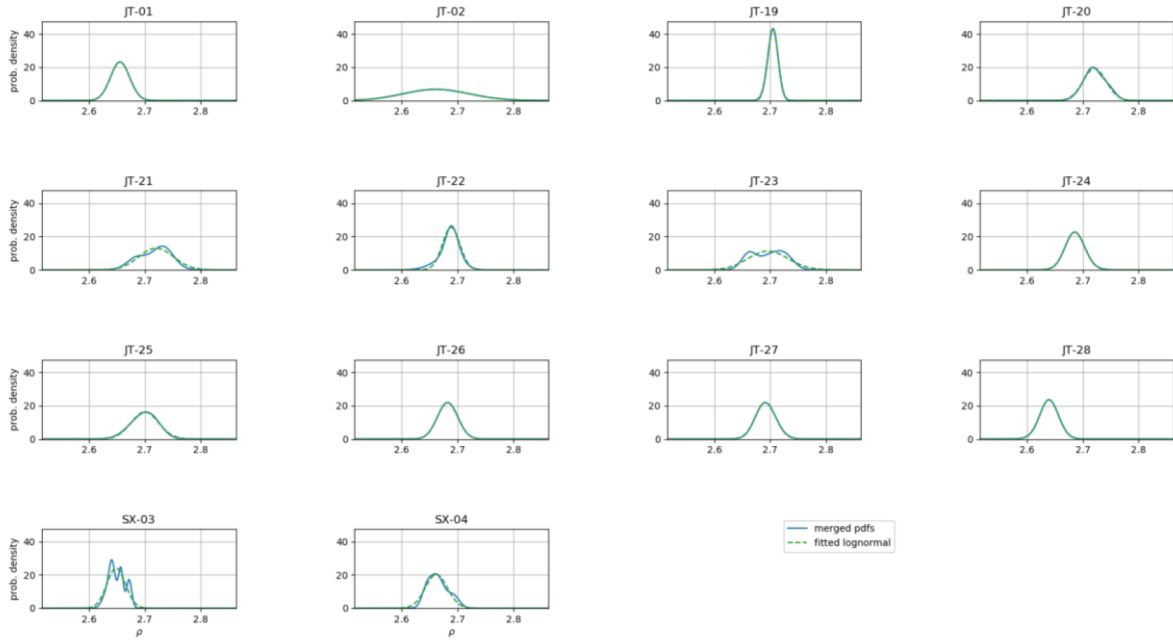 JT-01 JT-02 JT-19 JT-20
prob. density
40 40 40 40
20 20 20 20
0 0 0 0
2.6 2.7 2.8 2.6 2.7 2.8 2.6 2.7 2.8 2.6 2.7 2.8
JT-21 JT-22 JT-23 JT-24
prob. density
40 40 40 40
20 20 20 20
0 0 0 0
2.6 2.7 2.8 2.6 2.7 2.8 2.6 2.7 2.8 2.6 2.7 2.8
JT-25 JT-26 JT-27 JT-28
prob. density
40 40 40 40
20 20 20 20
0 0 0 0
2.6 2.7 2.8 2.6 2.7 2.8 2.6 2.7 2.8 2.6 2.7 2.8
SX-03 SX-04
prob. density
40 40
20 20
0 0
2.6 2.7 2.8 2.6 2.7 2.8
ρ ρ
merged pdfs
fitted lognormal